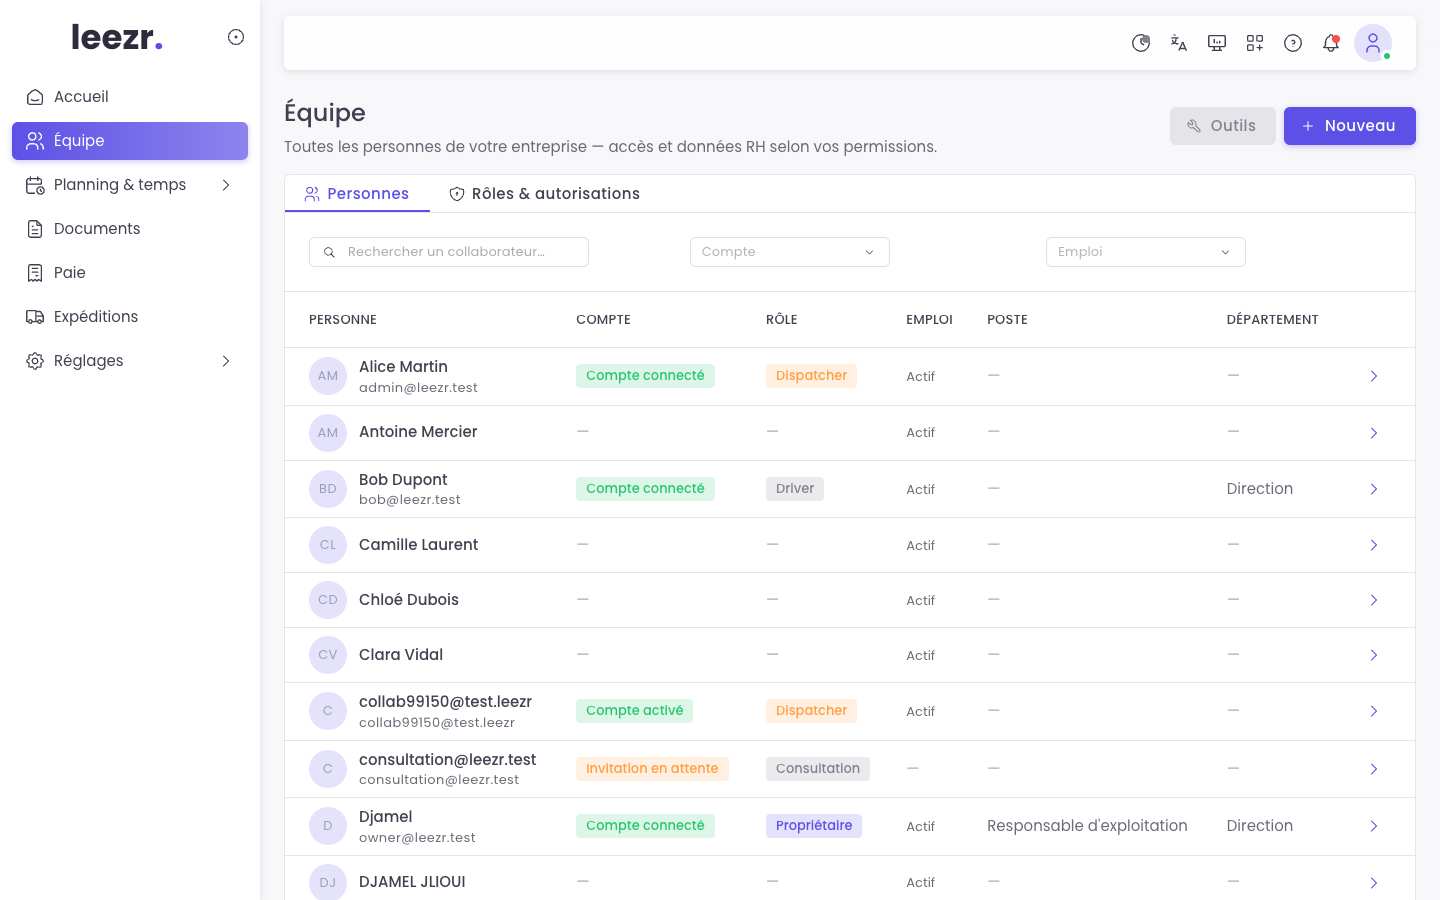 leezr.
Accueil
Équipe
Planning & temps
Documents
Paie
Expéditions
Réglages
Équipe
Toutes les personnes de votre entreprise — accès et données RH selon vos permissions.
Outils
Nouveau
Personnes
Rôles & autorisations
Rechercher un collaborateur...
Compte
Emploi
PERSONNE COMPTE RÔLE EMPLOI POSTE DÉPARTEMENT
AM Alice Martin
admin@leezr.test
Compte connecté Dispatcher Actif — —
AM Antoine Mercier — — Actif — —
BD Bob Dupont
bob@leezr.test
Compte connecté Driver Actif — Direction
CL Camille Laurent — — Actif — —
CD Chloé Dubois — — Actif — —
CV Clara Vidal — — Actif — —
C collab99150@test.leezr
collab99150@test.leezr
Compte activé Dispatcher Actif — —
C consultation@leezr.test
consultation@leezr.test
Invitation en attente Consultation — — —
D Djamel
owner@leezr.test
Compte connecté Propriétaire Actif Responsable d'exploitation Direction
DJ DJAMEL JLIOUI — — Actif — —